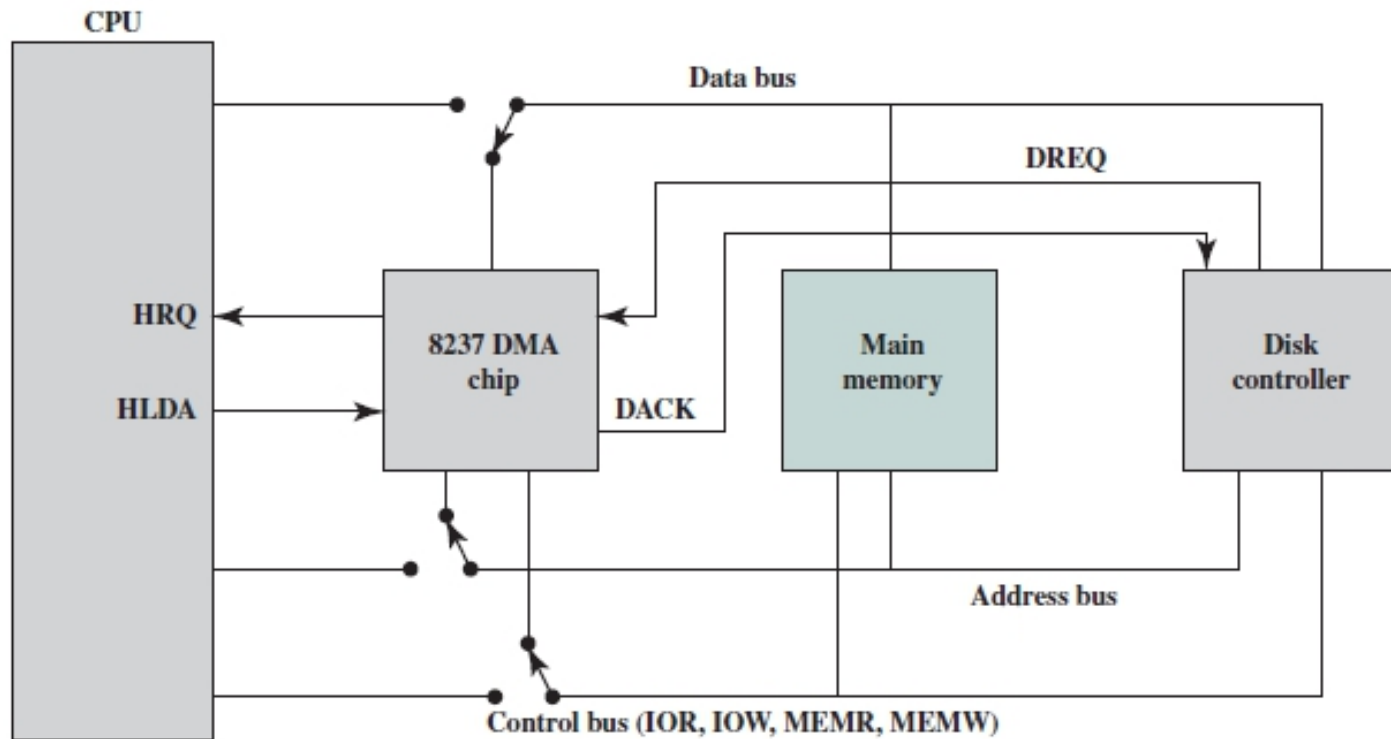 CPU
Data bus
DREQ
HRQ
8237 DMA
chip
Main
memory
Disk
controller
HLDA
DACK
Address bus
Control bus (IOR, IOW, MEMR, MEMW)